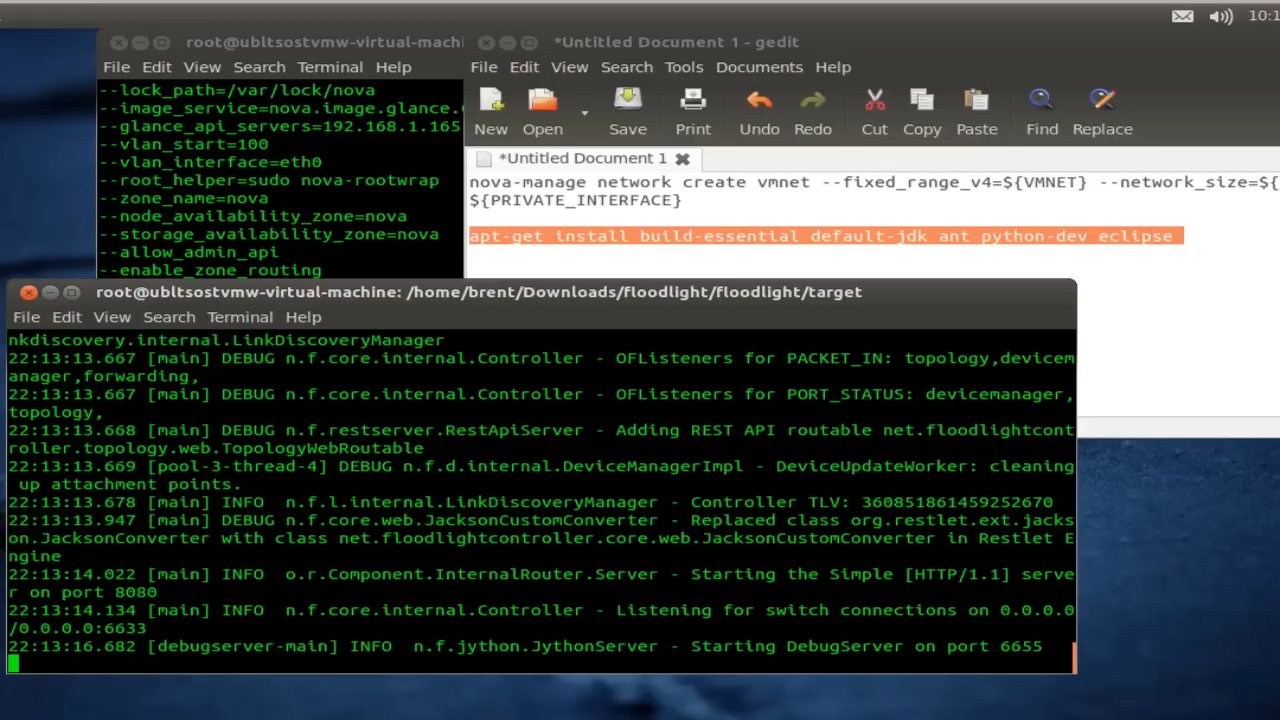 10:1
root@ubltsostvmw-virtual-machi
File Edit View Search Terminal Help
--lock_path=/var/lock/nova
--image_service=nova.image.glance.
--glance_api_servers=192.168.1.165
--vlan_start=100
--vlan_interface=eth0
--root_helper=sudo nova-rootwrap
--zone_name=nova
--node_availability_zone=nova
--storage_availability_zone=nova
--allow_admin_api
--enable_zone_routing
*Untitled Document 1 - gedit
File Edit View Search Tools Documents Help
New Open Save Print Undo Redo Cut Copy Paste Find Replace
*Untitled Document 1
nova-manage network create vmnet --fixed_range_v4=${VMNET} --network_size=${
${PRIVATE_INTERFACE}
apt-get install build-essential default-jdk ant python-dev eclipse
root@ubltsostvmw-virtual-machine: /home/brent/Downloads/floodlight/floodlight/target
File Edit View Search Terminal Help
nkdiscovery.internal.LinkDiscoveryManager
22:13:13.667 [main] DEBUG n.f.core.internal.Controller - OFListeners for PACKET_IN: topology,devicem
anager,forwarding,
22:13:13.667 [main] DEBUG n.f.core.internal.Controller - OFListeners for PORT_STATUS: devicemanager,
topology,
22:13:13.668 [main] DEBUG n.f.restserver.RestApiServer - Adding REST API routable net.floodlightcont
roller.topology.web.TopologyWebRoutable
22:13:13.669 [pool-3-thread-4] DEBUG n.f.d.internal.DeviceManagerImpl - DeviceUpdateWorker: cleaning
up attachment points.
22:13:13.678 [main] INFO n.f.l.internal.LinkDiscoveryManager - Controller TLV: 360851861459252670
22:13:13.947 [main] DEBUG n.f.core.web.JacksonCustomConverter - Replaced class org.restlet.ext.jacks
on.JacksonConverter with class net.floodlightcontroller.core.web.JacksonCustomConverter in Restlet E
ngine
22:13:14.022 [main] INFO o.r.Component.InternalRouter.Server - Starting the Simple [HTTP/1.1] serve
r on port 8080
22:13:14.134 [main] INFO n.f.core.internal.Controller - Listening for switch connections on 0.0.0.0
/0.0.0.0:6633
22:13:16.682 [debugserver-main] INFO n.f.jython.JythonServer - Starting DebugServer on port 6655